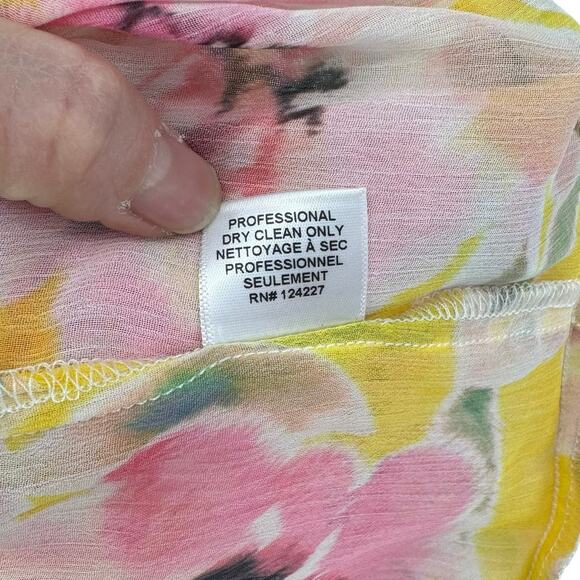 PROFESSIONAL
DRY CLEAN ONLY
NETTOYAGE À SEC
PROFESSIONNEL
SEULEMENT
RN# 124227